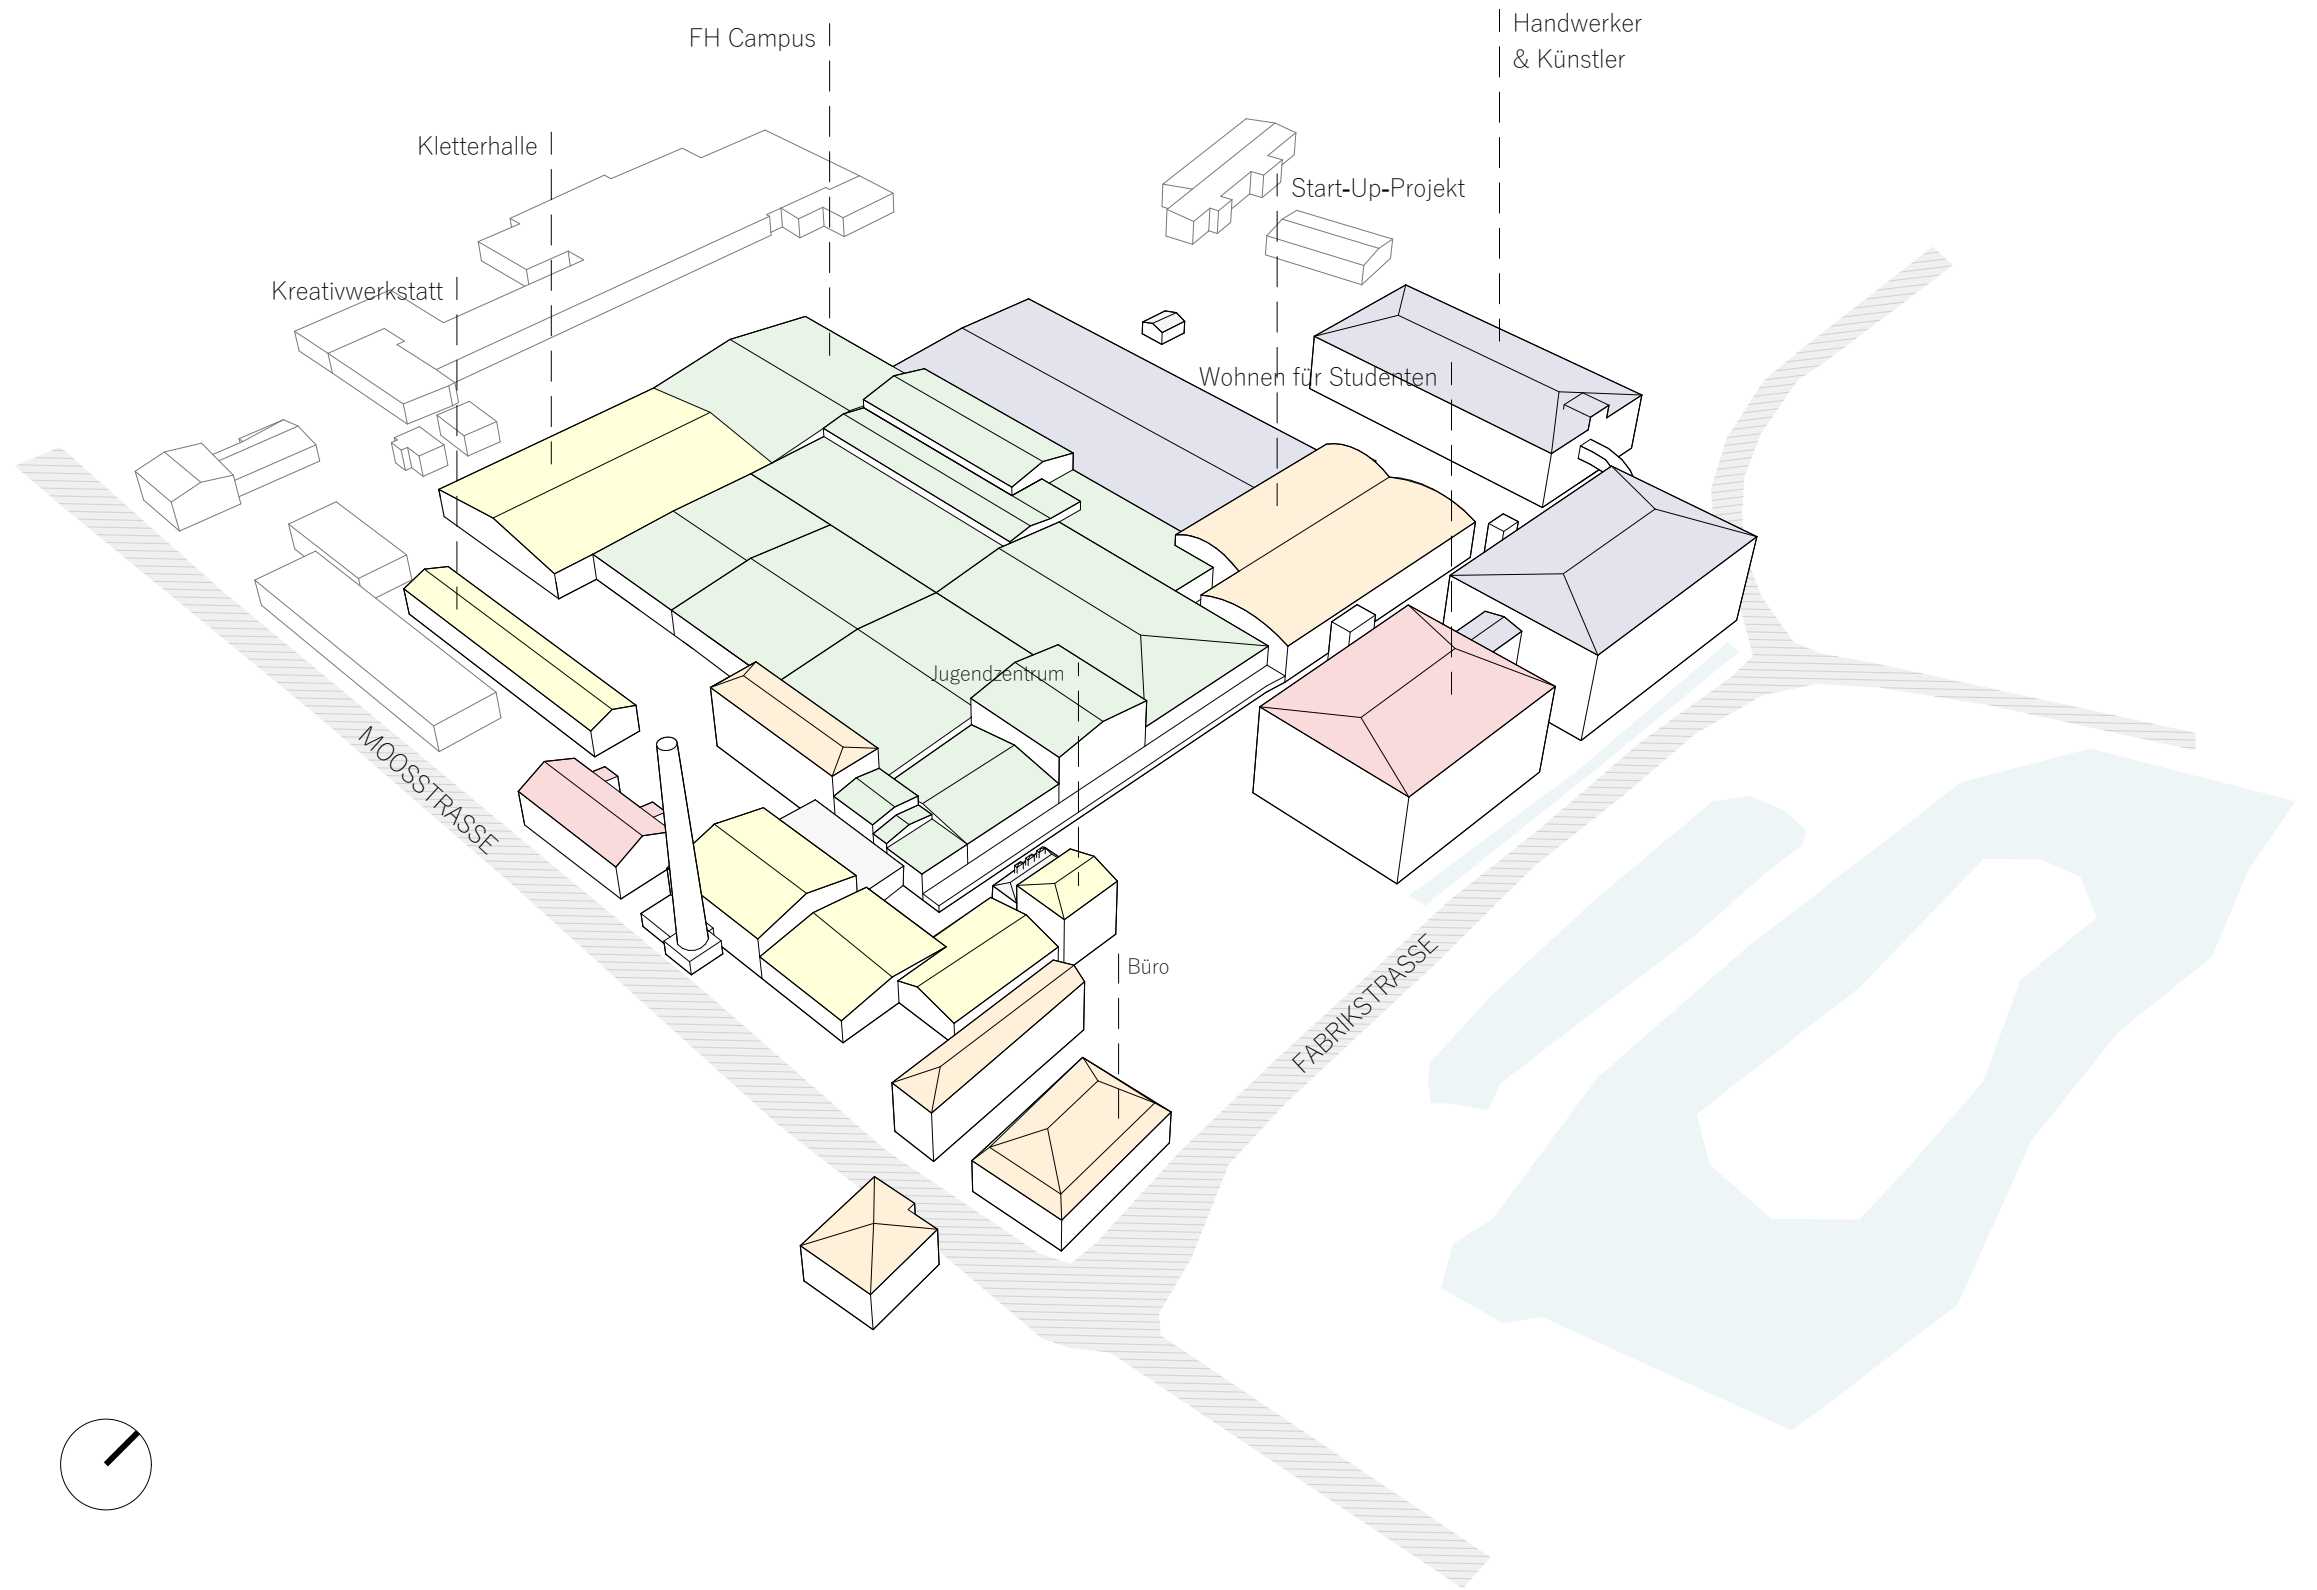 Handwerker
& Künstler
FH Campus
Kletterhalle
Start-Up-Projekt
Kreativwerkstatt
Wohnen für Studenten
Jugendzentrum
MOOSSTRASSE
Büro
FABRIKSTRASSE